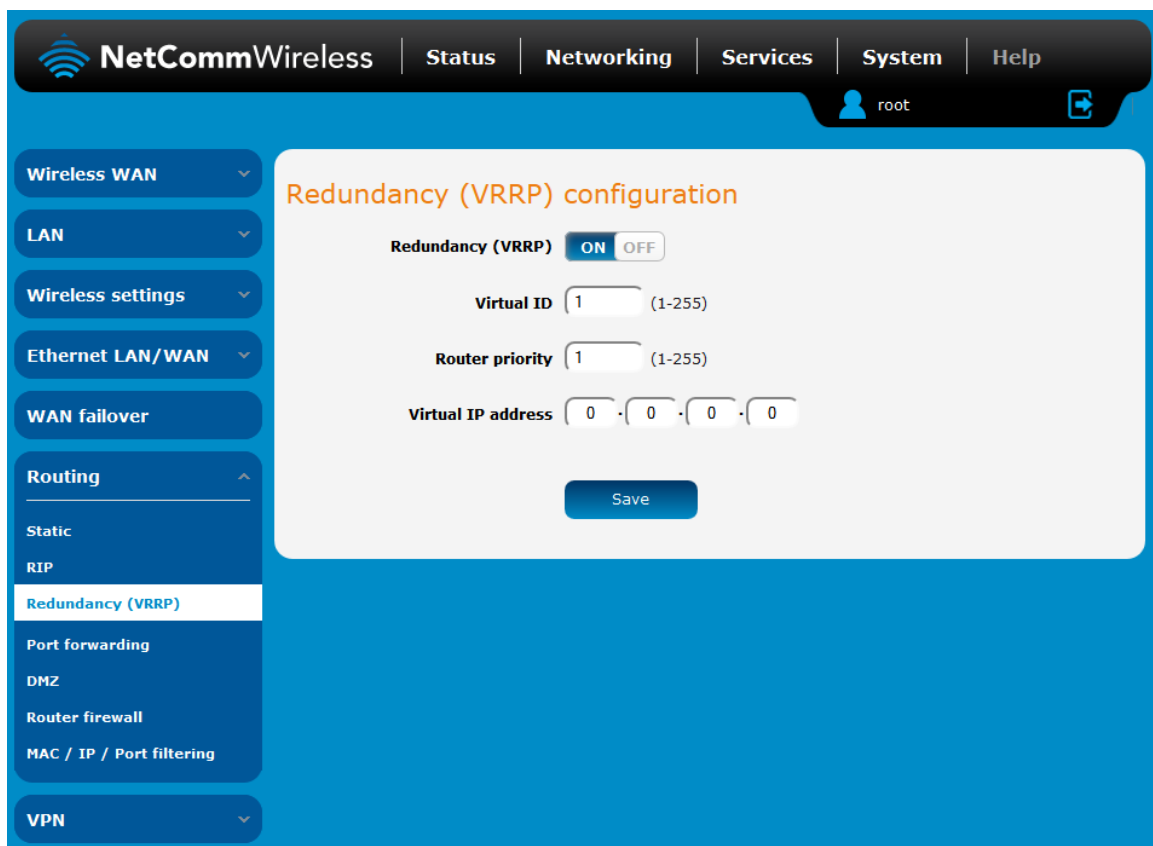 NetCommWireless Status Networking Services System Help
root
Wireless WAN
LAN
Wireless settings
Ethernet LAN/WAN
WAN failover
Routing
Static
RIP
Redundancy (VRRP)
Port forwarding
DMZ
Router firewall
MAC / IP / Port filtering
VPN
Redundancy (VRRP) configuration
Redundancy (VRRP) ON OFF
Virtual ID 1 (1-255)
Router priority 1 (1-255)
Virtual IP address 0 . 0 . 0 . 0
Save